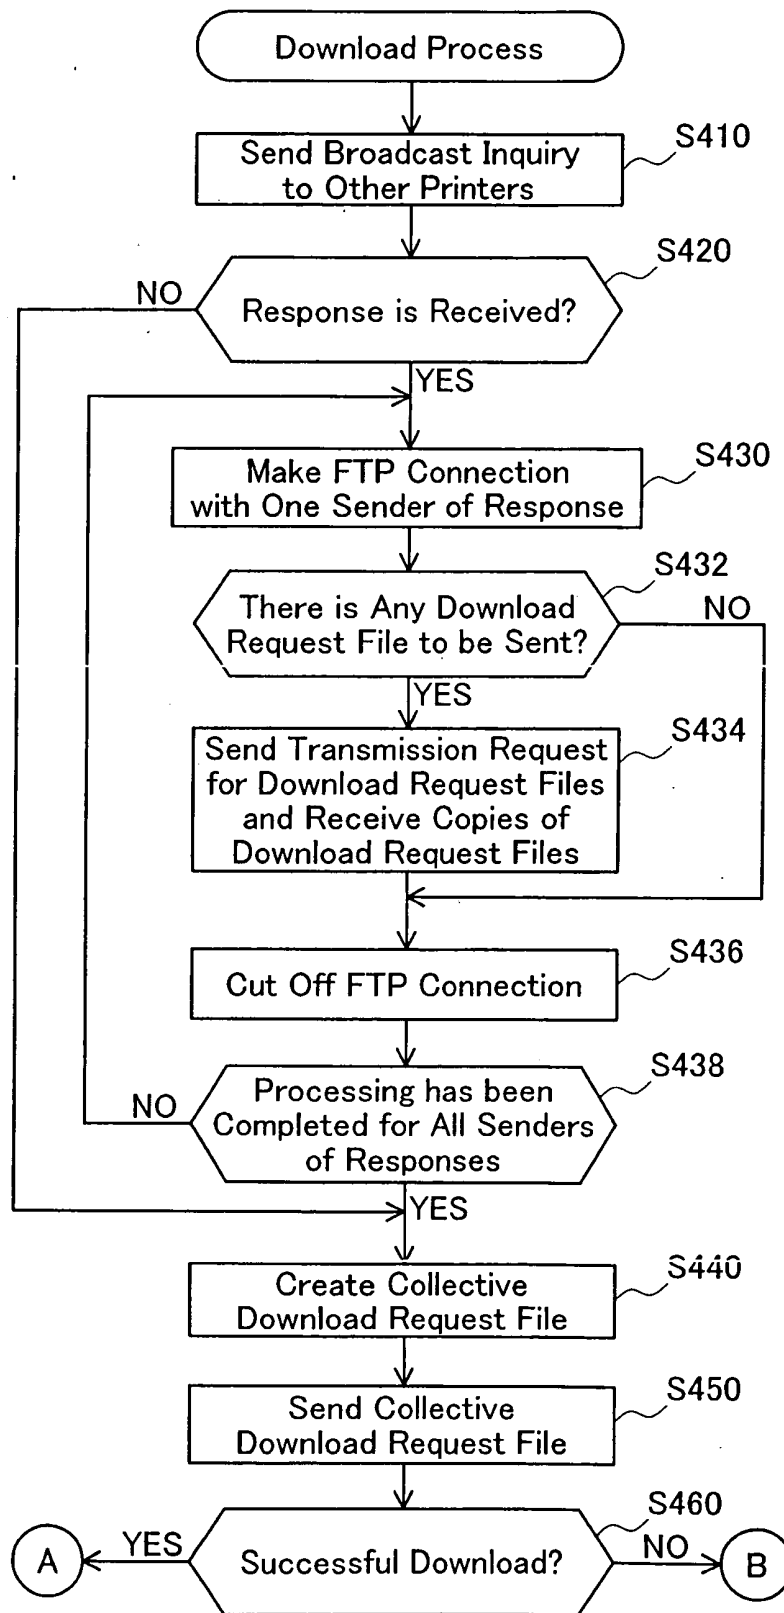 Download Process
S410
Send Broadcast Inquiry
to Other Printers
S420
NO
Response is Received?
YES
S430
Make FTP Connection
with One Sender of Response
S432
There is Any Download
Request File to be Sent?
NO
YES
S434
Send Transmission Request
for Download Request Files
and Receive Copies of
Download Request Files
S436
Cut Off FTP Connection
S438
Processing has been
Completed for All Senders
of Responses
NO
YES
S440
Create Collective
Download Request File
S450
Send Collective
Download Request File
S460
A
YES
Successful Download?
NO
B